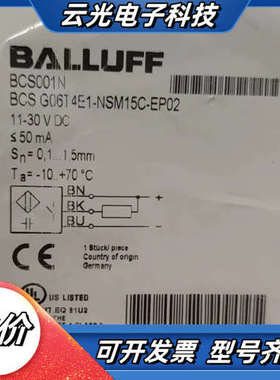 云光电子科技
BALLUFF
BCS001N
BCS G06T4E1-NSM15C-EP02
11-30 V DC
≤ 50 mA
Sn = 0,1...1.5mm
Ta = -10..+70 °C
BN +
BK
BU -
1 Stück/ piece
Country of origin
Germany
UL US LISTED
价
可开发票 型号齐